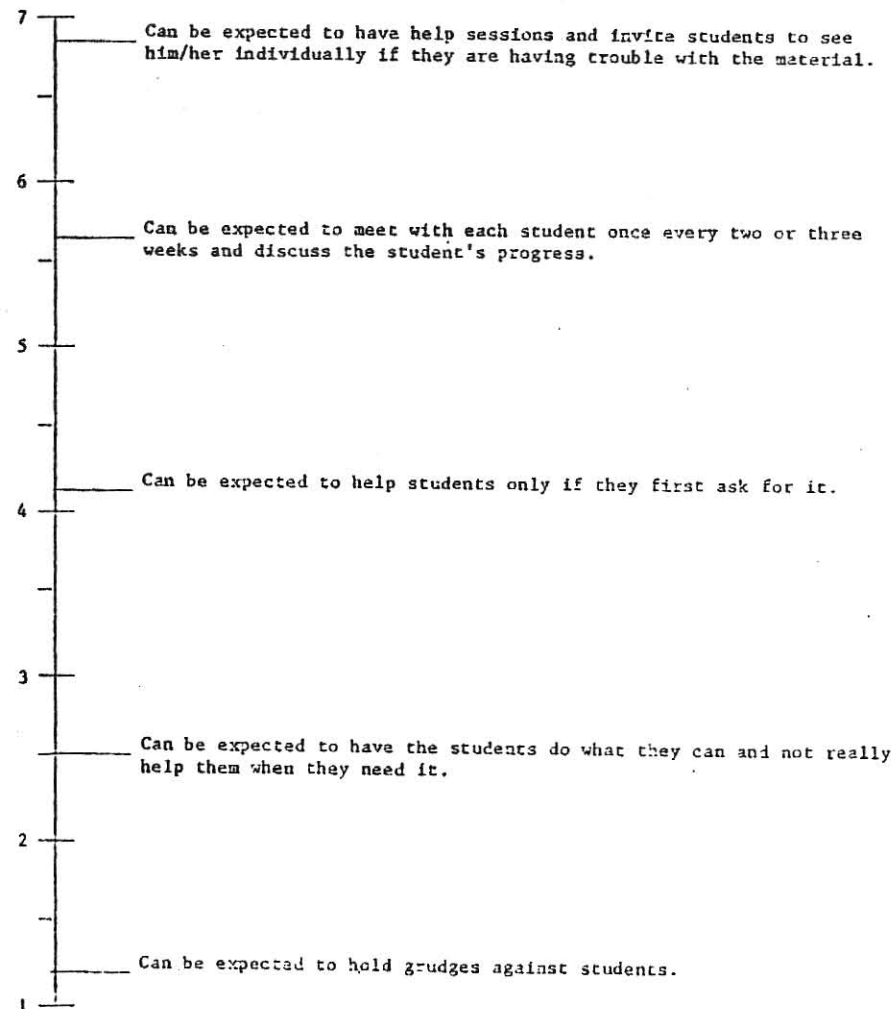 7
Can be expected to have help sessions and invite students to see
him/her individually if they are having trouble with the material.
6
Can be expected to meet with each student once every two or three
weeks and discuss the student's progress.
5
Can be expected to help students only if they first ask for it.
4
3
Can be expected to have the students do what they can and not really
help them when they need it.
2
Can be expected to hold grudges against students.
1